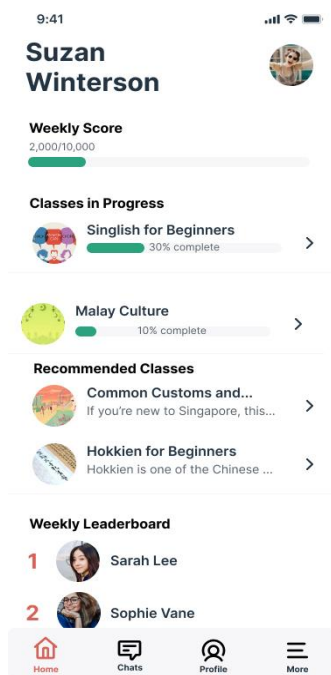 9:41
Suzan
Winterson
Weekly Score
2,000/10,000
Classes in Progress
Singlish for Beginners
30% complete
Malay Culture
10% complete
Recommended Classes
Common Customs and...
If you're new to Singapore, this...
Hokkien for Beginners
Hokkien is one of the Chinese ...
Weekly Leaderboard
1 Sarah Lee
2 Sophie Vane
Home Chats Profile More